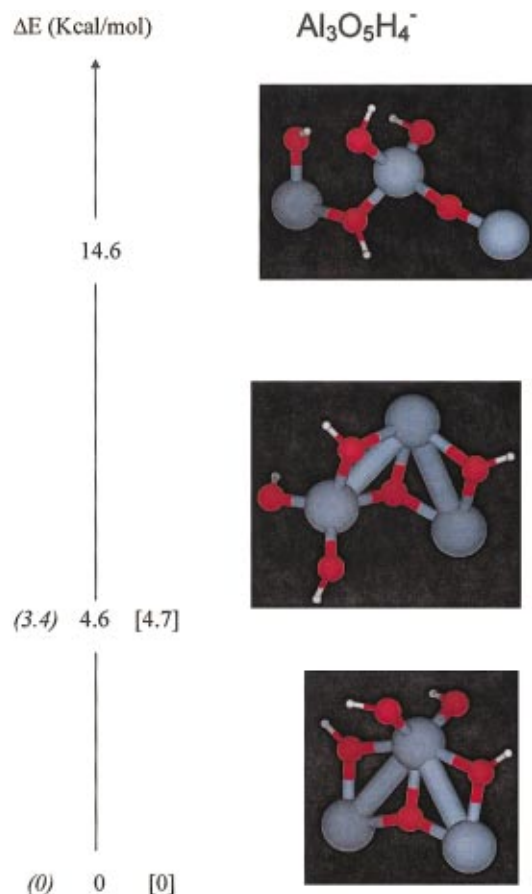 ΔE (Kcal/mol)
Al₃O₅H₄⁻
14.6
(3.4) 4.6 [4.7]
(0) 0 [0]